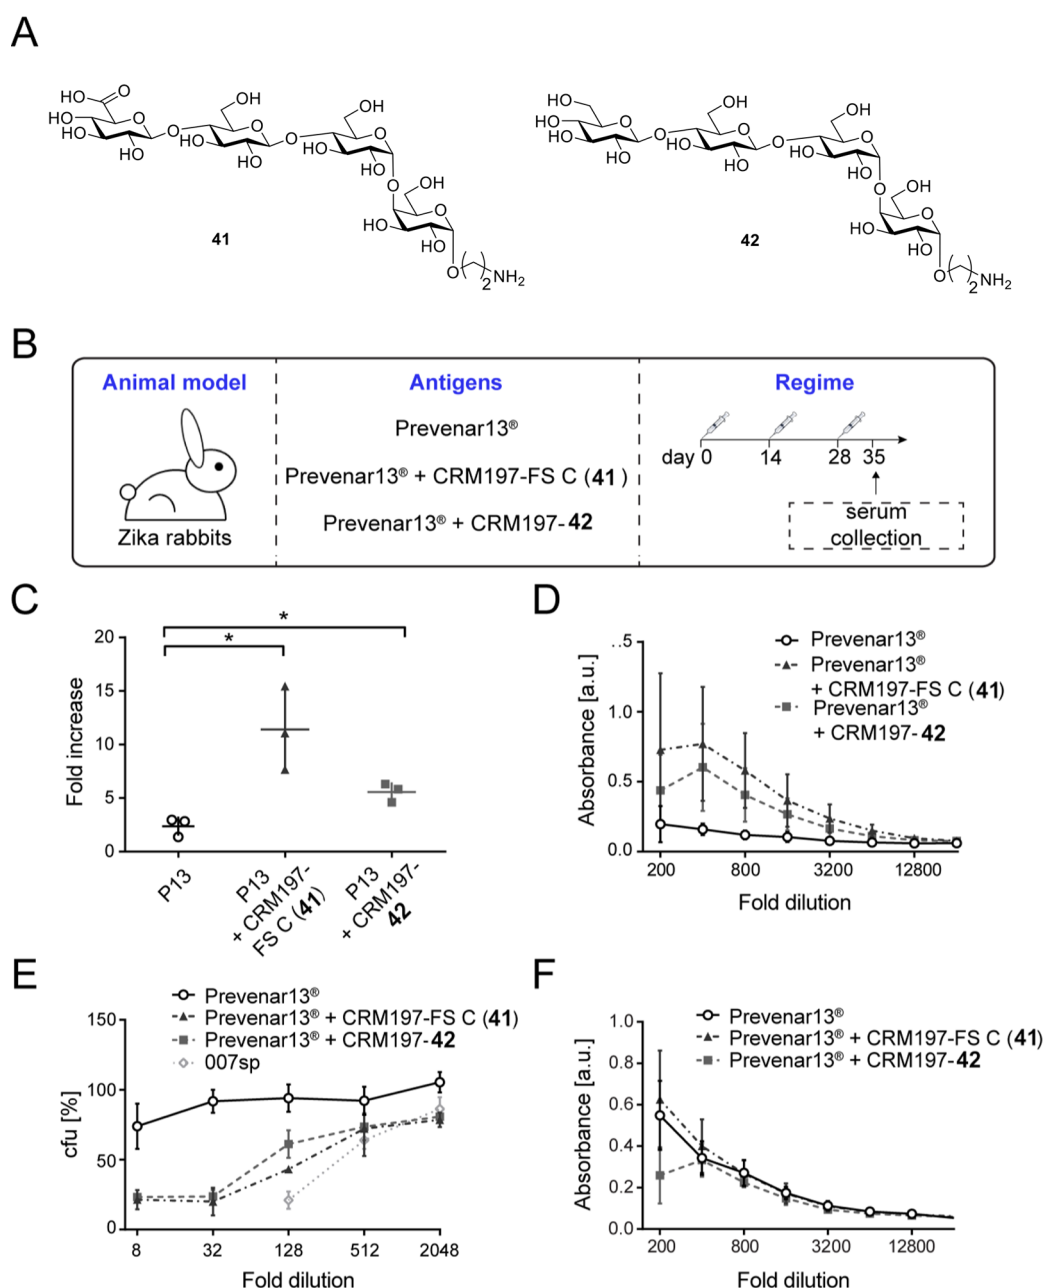 A
HO
O
HO
HO
O
OH
O
OH
HO
O
HO
O
OH
O
HO
O
HO
O
OH
HO
O
HO
O
NH2
2
41
HO
HO
HO
O
OH
O
OH
HO
O
OH
O
OH
HO
O
HO
O
OH
HO
O
HO
O
NH2
2
42
B
Animal model
Antigens
Regime
Zika rabbits
Prevenar13®
Prevenar13® + CRM197-FS C (41)
Prevenar13® + CRM197-42
day 0 14 28 35
serum
collection
C
*
*
Fold increase
20
15
10
5
0
P13
P13
+ CRM197-
FS C (41)
P13
+ CRM197-
42
D
Absorbance [a.u.]
.5
1.0
0.5
0.0
200 800 3200 12800
Fold dilution
Prevenar13®
Prevenar13®
+ CRM197-FS C (41)
Prevenar13®
+ CRM197-42
E
Prevenar13®
Prevenar13® + CRM197-FS C (41)
Prevenar13® + CRM197-42
007sp
cfu [%]
150
100
50
0
8 32 128 512 2048
Fold dilution
F
Prevenar13®
Prevenar13® + CRM197-FS C (41)
Prevenar13® + CRM197-42
Absorbance [a.u.]
1.0
0.8
0.6
0.4
0.2
0.0
200 800 3200 12800
Fold dilution